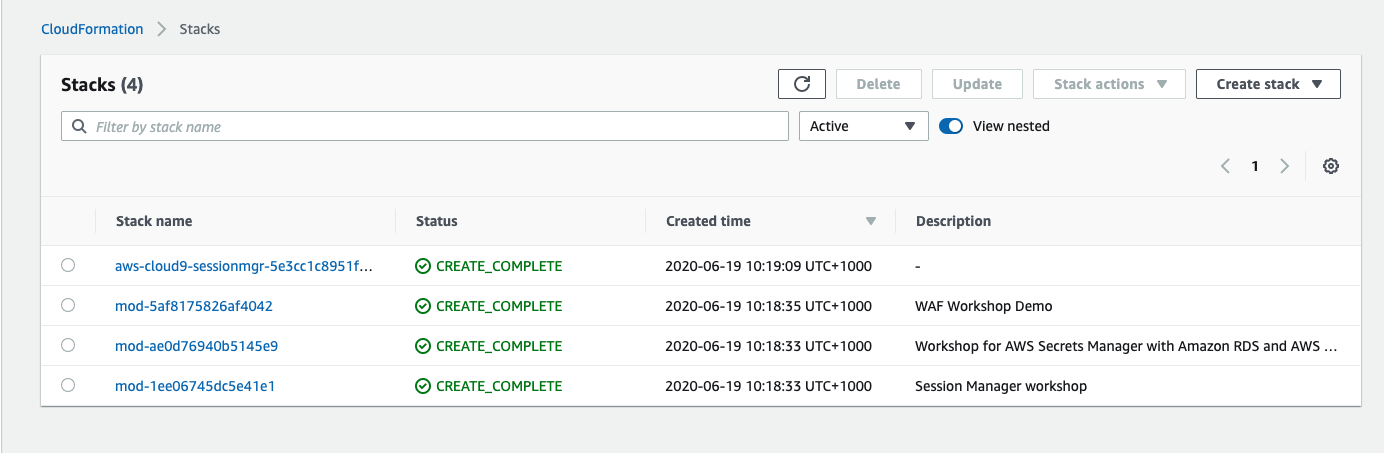 CloudFormation > Stacks
Stacks (4) Delete Update Stack actions Create stack
Filter by stack name Active View nested
1
Stack name Status Created time Description
aws-cloud9-sessionmgr-5e3cc1c8951f... CREATE_COMPLETE 2020-06-19 10:19:09 UTC+1000 -
mod-5af8175826af4042 CREATE_COMPLETE 2020-06-19 10:18:35 UTC+1000 WAF Workshop Demo
mod-ae0d76940b5145e9 CREATE_COMPLETE 2020-06-19 10:18:33 UTC+1000 Workshop for AWS Secrets Manager with Amazon RDS and AWS ...
mod-1ee06745dc5e41e1 CREATE_COMPLETE 2020-06-19 10:18:33 UTC+1000 Session Manager workshop